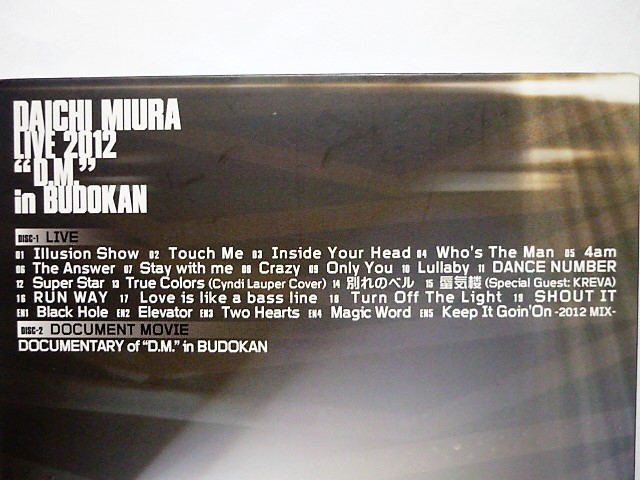 DAICHI MIURA
LIVE 2012
“D.M.”
in BUDOKAN
DISC-1 LIVE
01 Illusion Show 02 Touch Me 03 Inside Your Head 04 Who's The Man 05 4am
06 The Answer 07 Stay with me 08 Crazy 09 Only You 10 Lullaby 11 DANCE NUMBER
12 Super Star 13 True Colors (Cyndi Lauper Cover) 14 別れのベル 15 蜃気楼 (Special Guest: KREVA)
16 RUN WAY 17 Love is like a bass line 18 Turn Off The Light 19 SHOUT IT
EN1 Black Hole EN2 Elevator EN3 Two Hearts EN4 Magic Word EN5 Keep It Goin'On -2012 MIX-
DISC-2 DOCUMENT MOVIE
DOCUMENTARY of “D.M.” in BUDOKAN